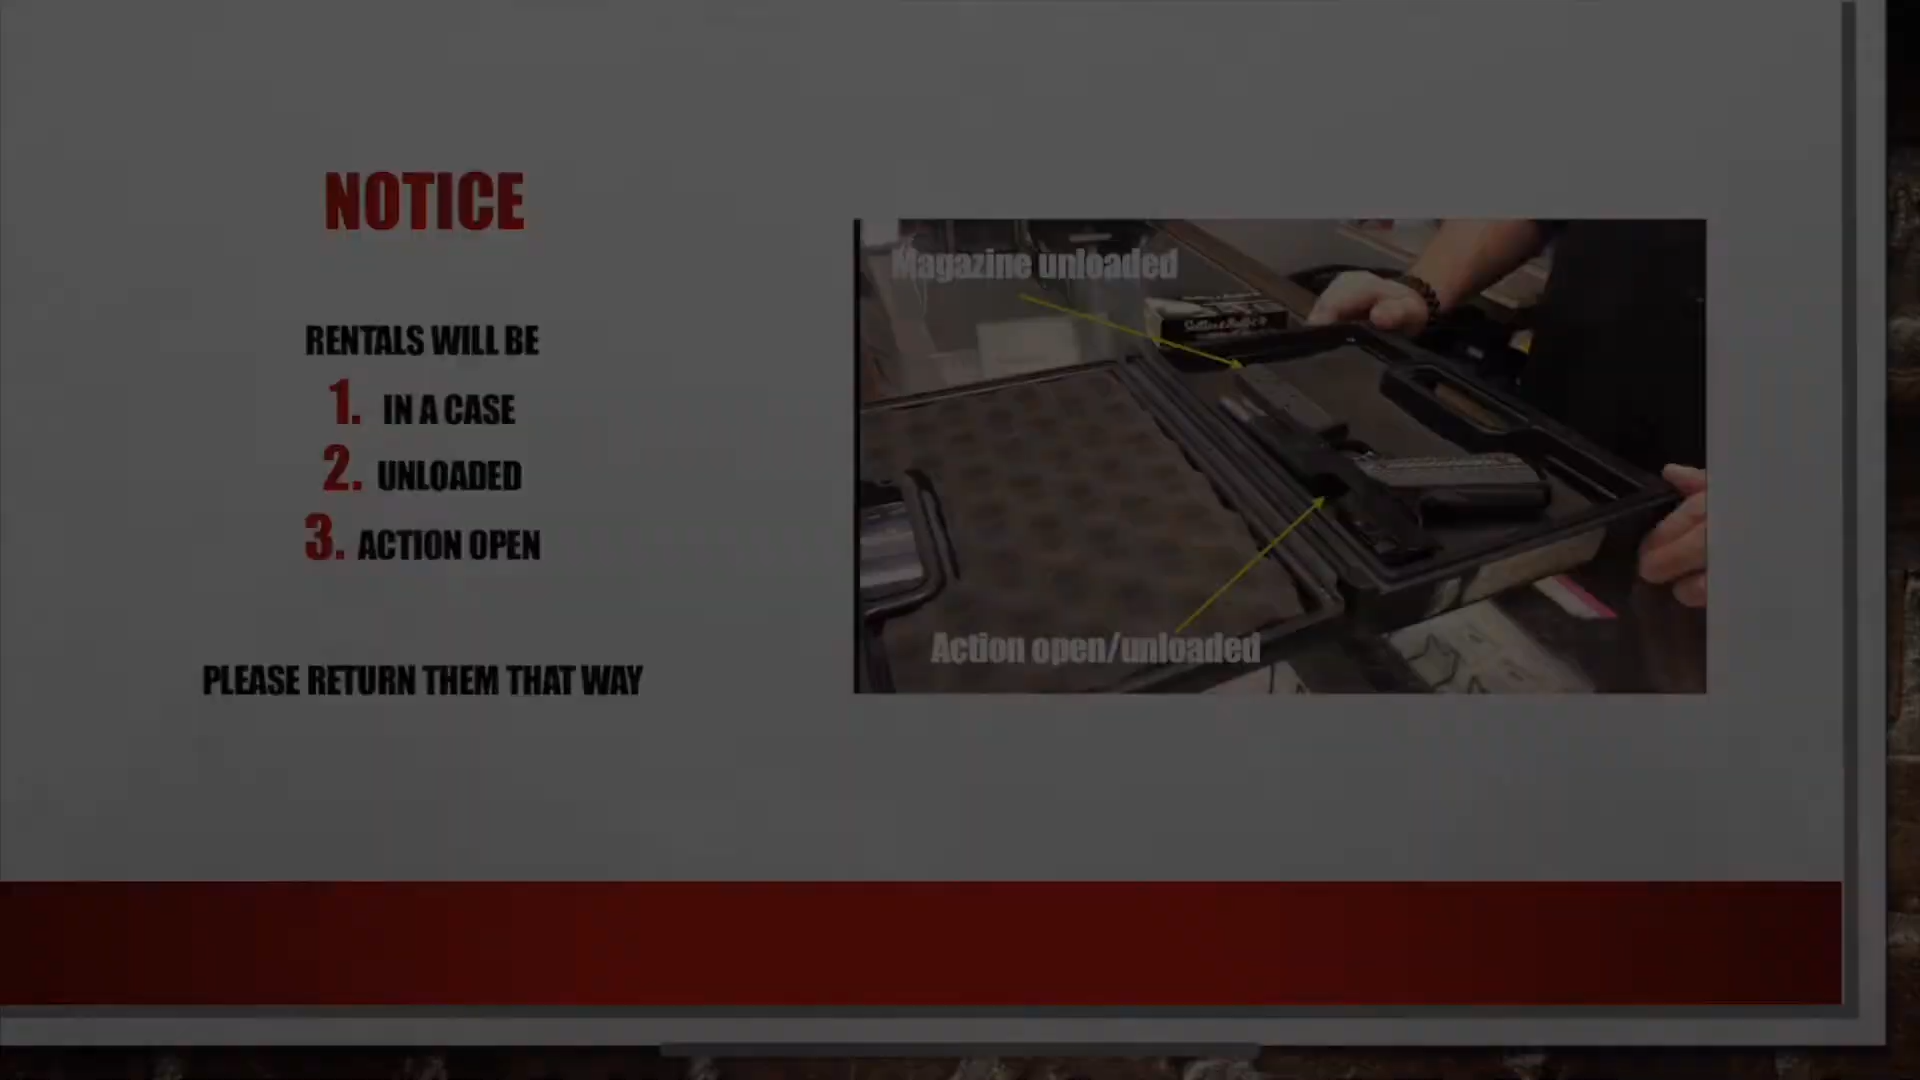 NOTICE
RENTALS WILL BE
1. IN A CASE
2. UNLOADED
3. ACTION OPEN
PLEASE RETURN THEM THAT WAY
Magazine unloaded
Action open/unloaded